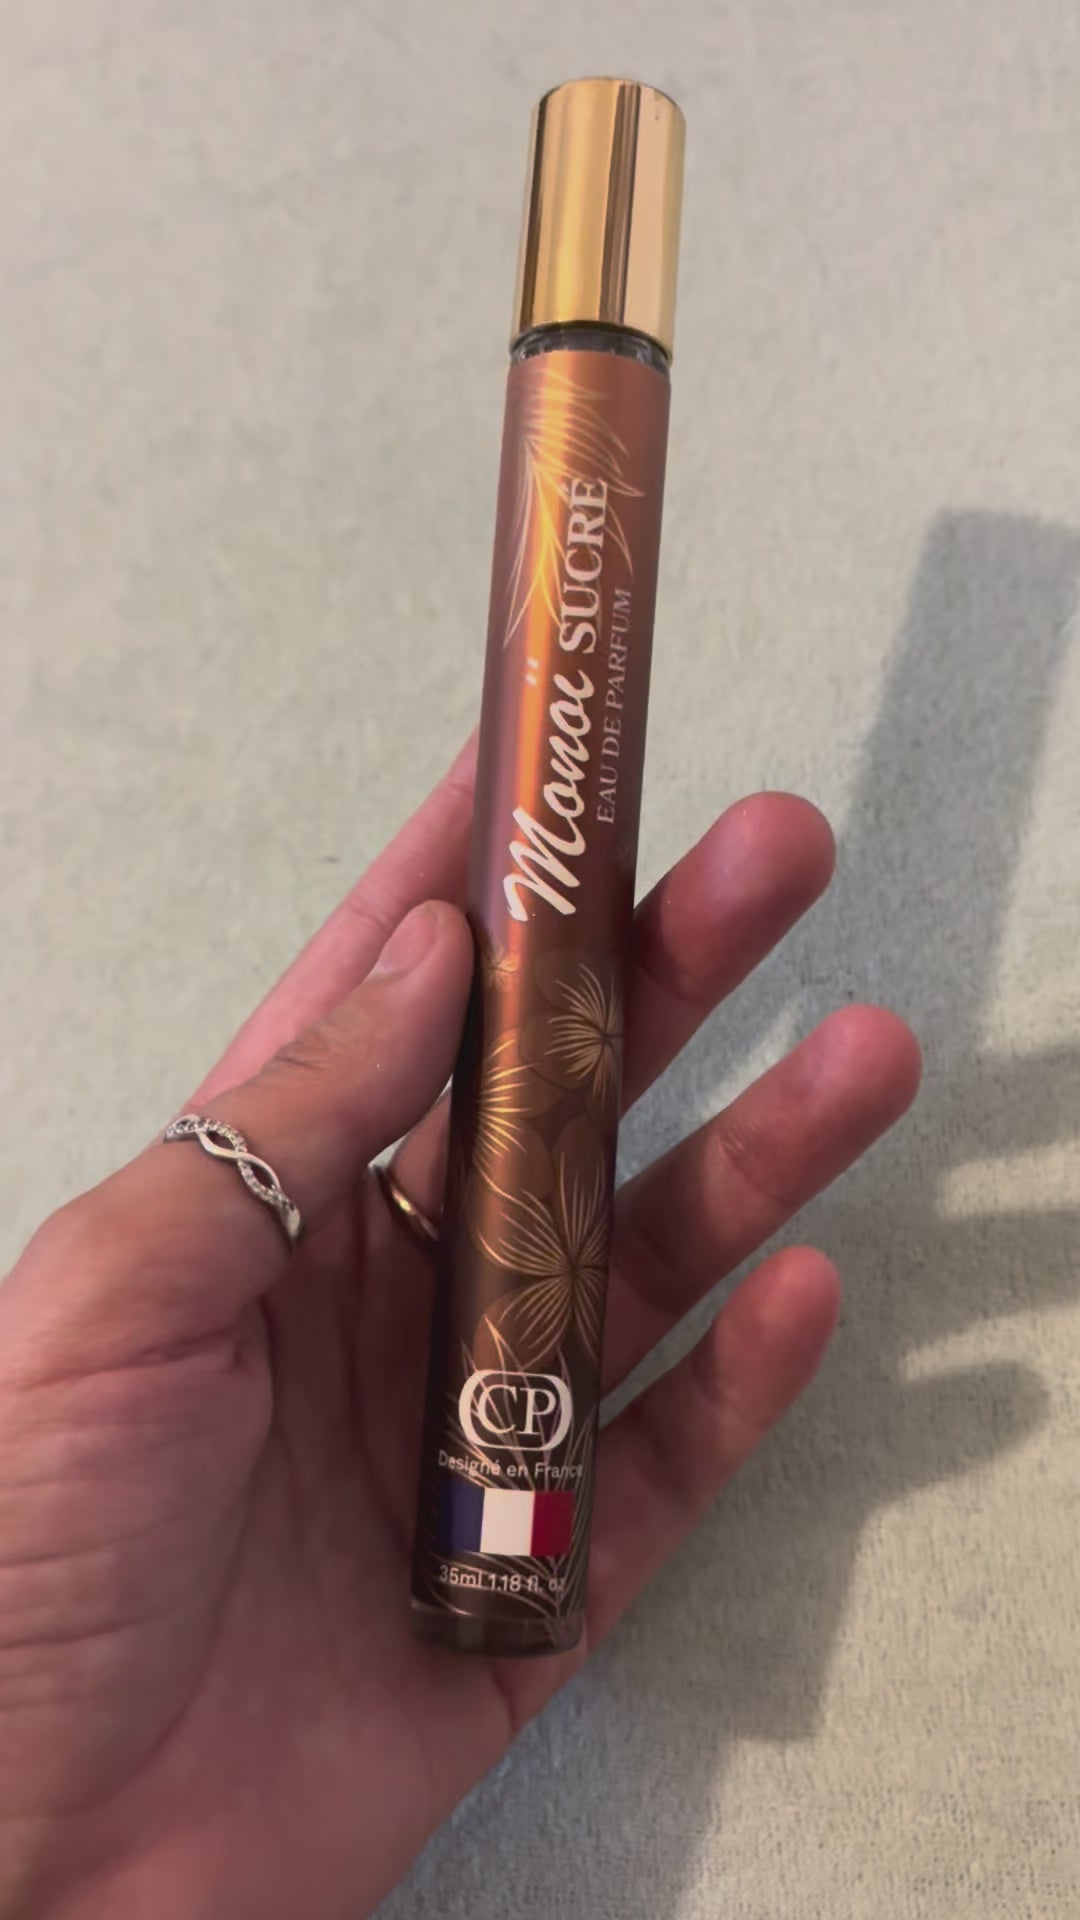 Monoï SUCRÉ
EAU DE PARFUM
CP
Designé en France
35ml 1.18 fl. oz